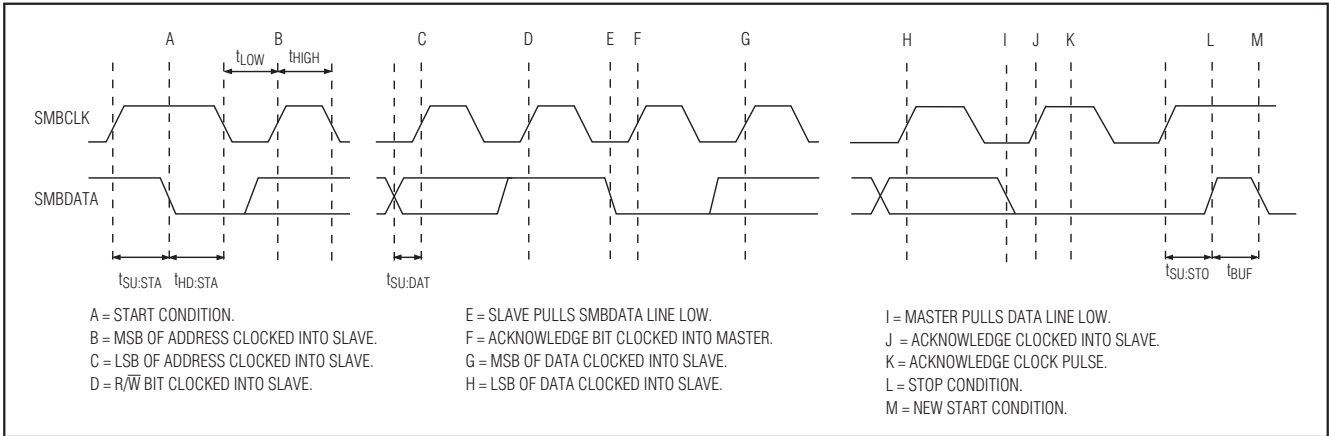 A B C D E F G H I J K L M
tLOW tHIGH
SMBCLK
SMBDATA
tSU:STA tHD:STA tSU:DAT tSU:STO tBUF
A = START CONDITION.
B = MSB OF ADDRESS CLOCKED INTO SLAVE.
C = LSB OF ADDRESS CLOCKED INTO SLAVE.
D = R/W̅ BIT CLOCKED INTO SLAVE.
E = SLAVE PULLS SMBDATA LINE LOW.
F = ACKNOWLEDGE BIT CLOCKED INTO MASTER.
G = MSB OF DATA CLOCKED INTO SLAVE.
H = LSB OF DATA CLOCKED INTO SLAVE.
I = MASTER PULLS DATA LINE LOW.
J = ACKNOWLEDGE CLOCKED INTO SLAVE.
K = ACKNOWLEDGE CLOCK PULSE.
L = STOP CONDITION.
M = NEW START CONDITION.